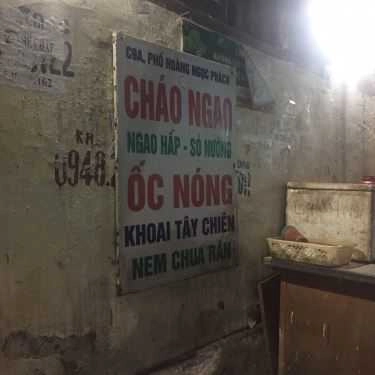 C9A, PHỐ HOÀNG NGỌC PHÁCH
CHÁO NGAO
NGAO HẤP - SÒ NƯỚNG
ỐC NÓNG
KHOAI TÂY CHIÊN
NEM CHUA RÁN
0948.